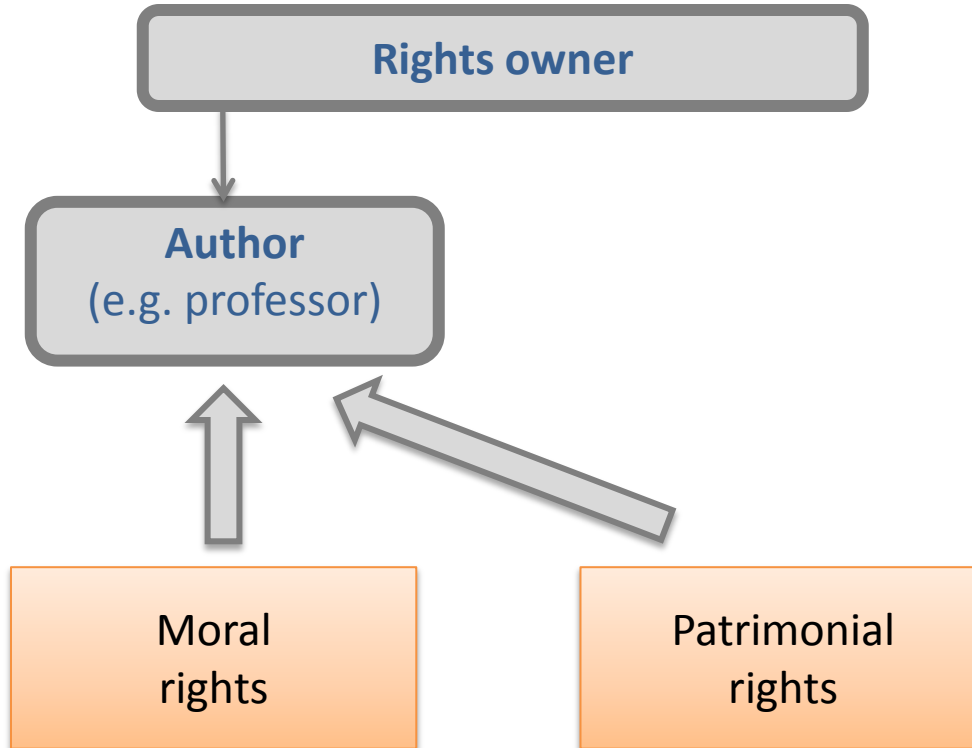 Rights owner
Author
(e.g. professor)
Moral
rights
Patrimonial
rights